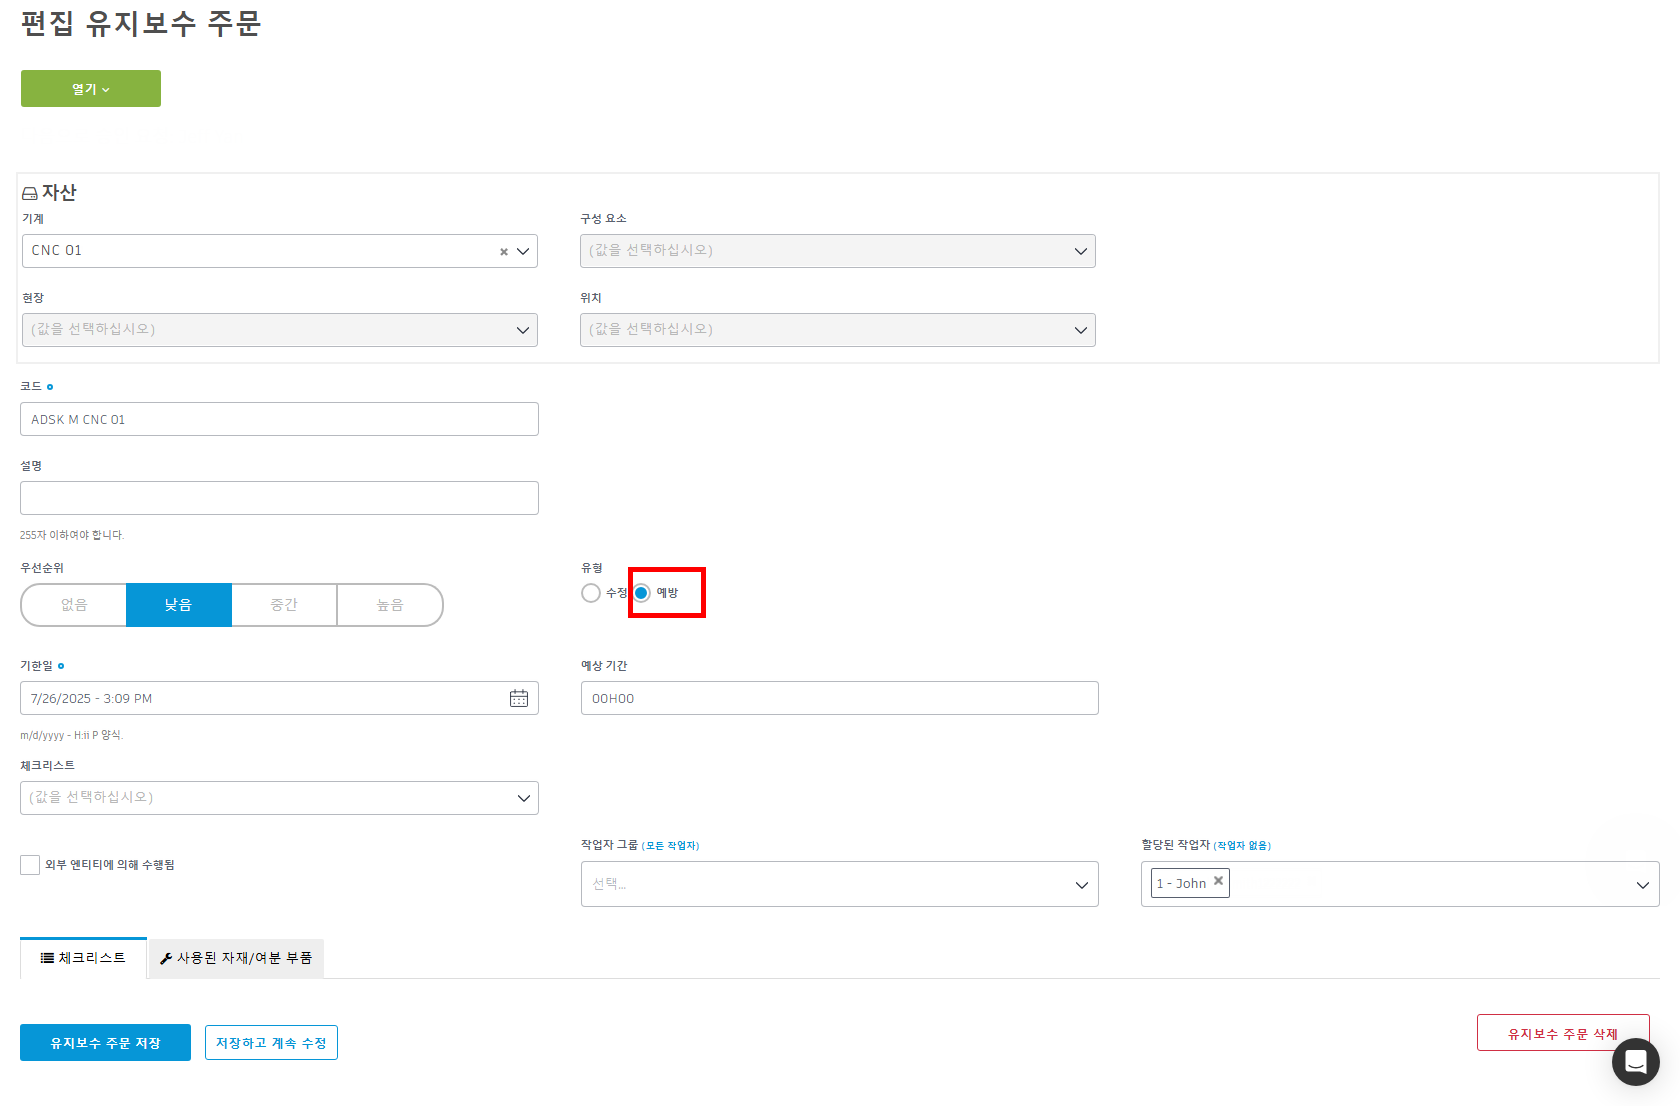 편집 유지보수 주문
열기
자산
기계
구성 요소
CNC 01
(값을 선택하십시오)
현장
위치
(값을 선택하십시오)
(값을 선택하십시오)
코드
ADSK M CNC 01
설명
255자 이하여야 합니다.
우선순위
유형
없음
낮음
중간
높음
수정
예방
기한일
예상 기간
7/26/2025 - 3:09 PM
00H00
m/d/yyyy - H:ii P 양식.
체크리스트
(값을 선택하십시오)
외부 엔티티에 의해 수행됨
작업자 그룹 (모든 작업자)
할당된 작업자 (작업자 없음)
선택...
1 - John
체크리스트
사용된 자재/여분 부품
유지보수 주문 저장
저장하고 계속 수정
유지보수 주문 삭제